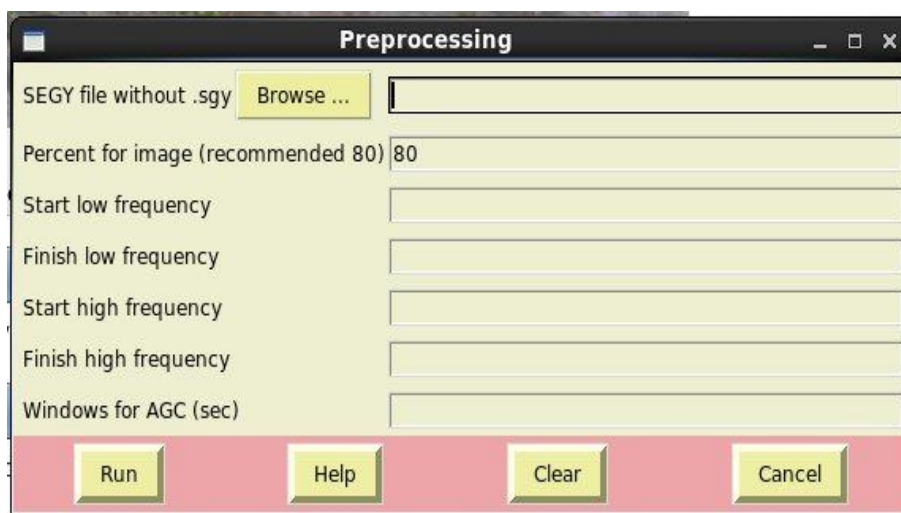 Preprocessing
SEGY file without .sgy Browse ...
Percent for image (recommended 80) 80
Start low frequency
Finish low frequency
Start high frequency
Finish high frequency
Windows for AGC (sec)
Run Help Clear Cancel